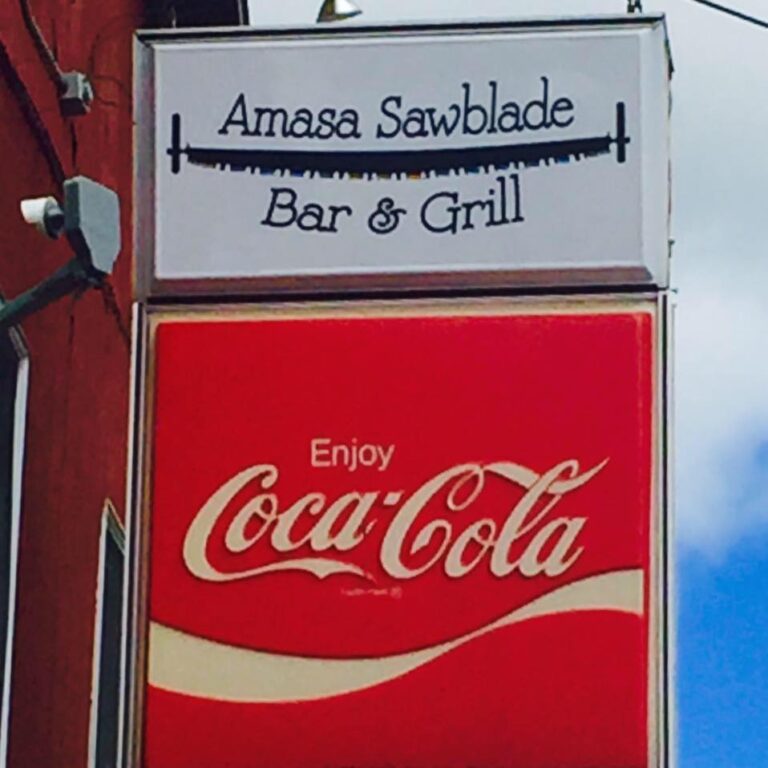 Amasa Sawblade
Bar & Grill
Enjoy
Coca-Cola